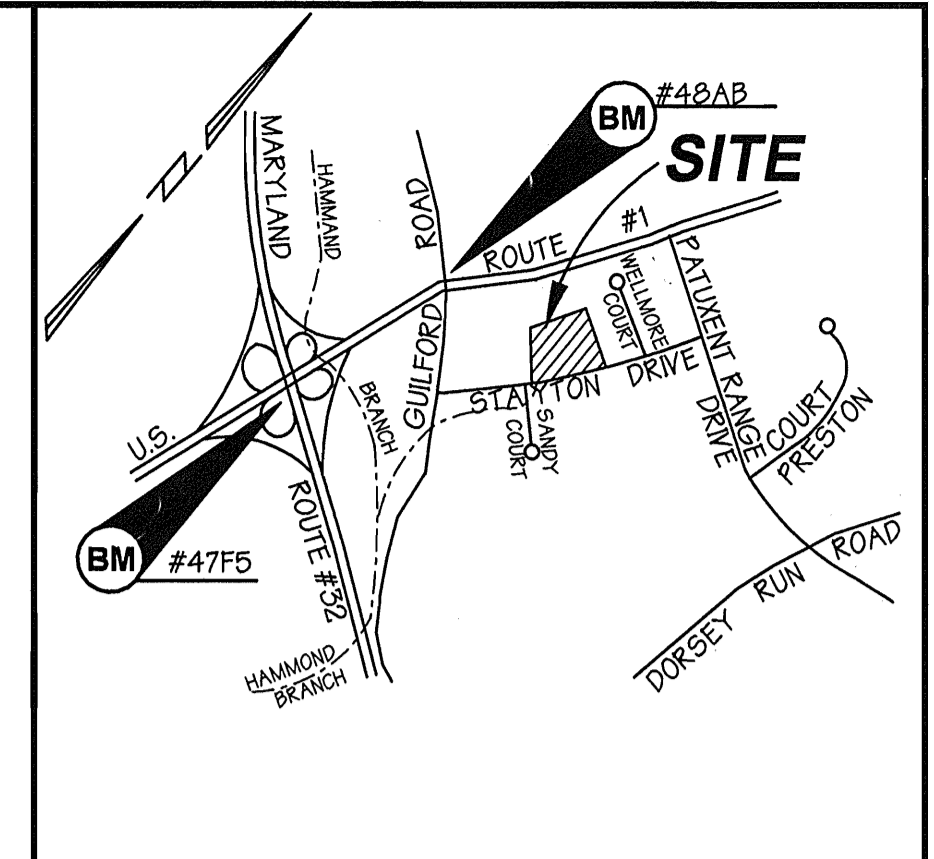 #48AB
BM
SITE
MARYLAND
HAMMAND
ROAD
ROUTE #1
WELLMORE
COURT
PATUXENT RANGE
DRIVE
GUILFORD
STAYTON DRIVE
BRANCH
SANDY
COURT
COURT
PRESTON
U.S.
ROUTE #32
BM #47F5
DORSEY RUN ROAD
HAMMOND
BRANCH
N